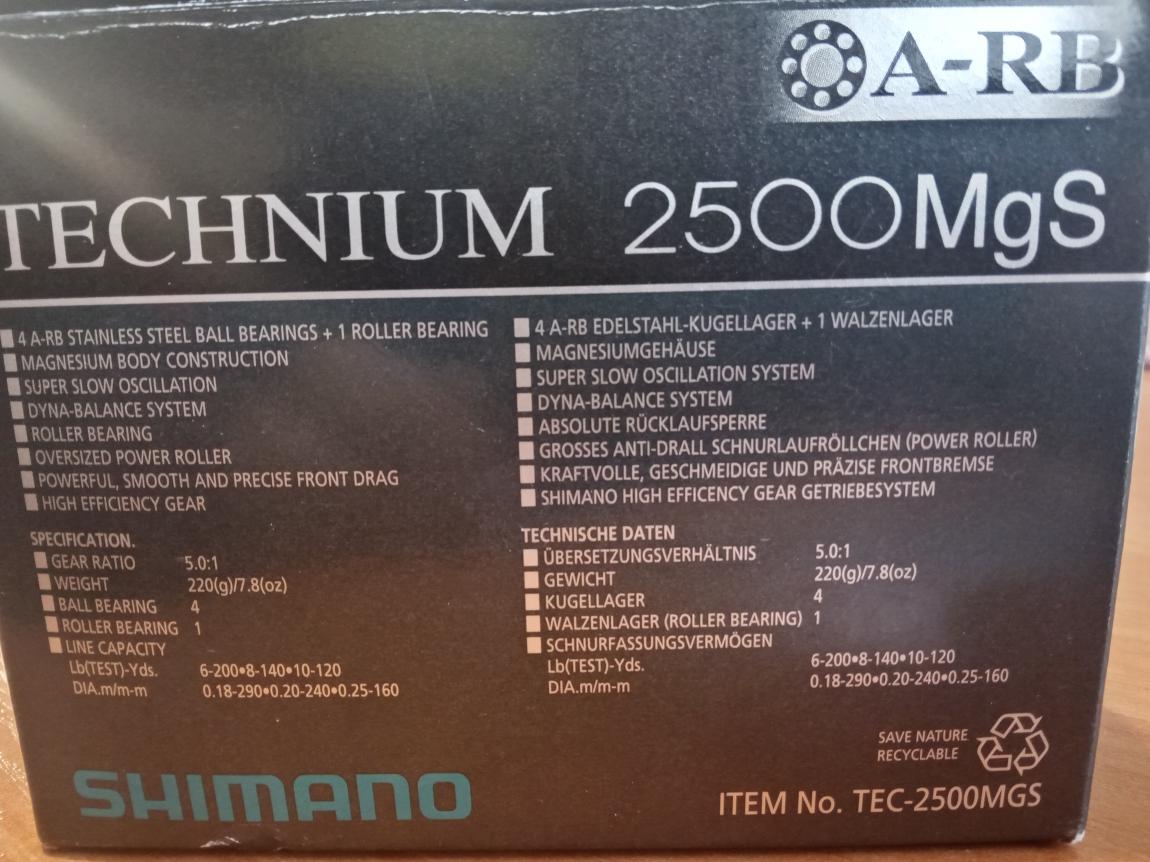 A-RB
TECHNIUM 2500MgS
4 A-RB STAINLESS STEEL BALL BEARINGS + 1 ROLLER BEARING
MAGNESIUM BODY CONSTRUCTION
SUPER SLOW OSCILLATION
DYNA-BALANCE SYSTEM
ROLLER BEARING
OVERSIZED POWER ROLLER
POWERFUL, SMOOTH AND PRECISE FRONT DRAG
HIGH EFFICIENCY GEAR
SPECIFICATION.
GEAR RATIO 5.0:1
WEIGHT 220(g)/7.8(oz)
BALL BEARING 4
ROLLER BEARING 1
LINE CAPACITY
Lb(TEST)-Yds. 6-200•8-140•10-120
DIA.m/m-m 0.18-290•0.20-240•0.25-160
4 A-RB EDELSTAHL-KUGELLAGER + 1 WALZENLAGER
MAGNESIUMGEHÄUSE
SUPER SLOW OSCILLATION SYSTEM
DYNA-BALANCE SYSTEM
ABSOLUTE RÜCKLAUFSPERRE
GROSSES ANTI-DRALL SCHNURLAUFRÖLLCHEN (POWER ROLLER)
KRAFTVOLLE, GESCHMEIDIGE UND PRÄZISE FRONTBREMSE
SHIMANO HIGH EFFICENCY GEAR GETRIEBESYSTEM
TECHNISCHE DATEN
ÜBERSETZUNGSVERHÄLTNIS 5.0:1
GEWICHT 220(g)/7.8(oz)
KUGELLAGER 4
WALZENLAGER (ROLLER BEARING) 1
SCHNURFASSUNGSVERMÖGEN
Lb(TEST)-Yds. 6-200•8-140•10-120
DIA.m/m-m 0.18-290•0.20-240•0.25-160
SAVE NATURE
RECYCLABLE
SHIMANO
ITEM No. TEC-2500MGS